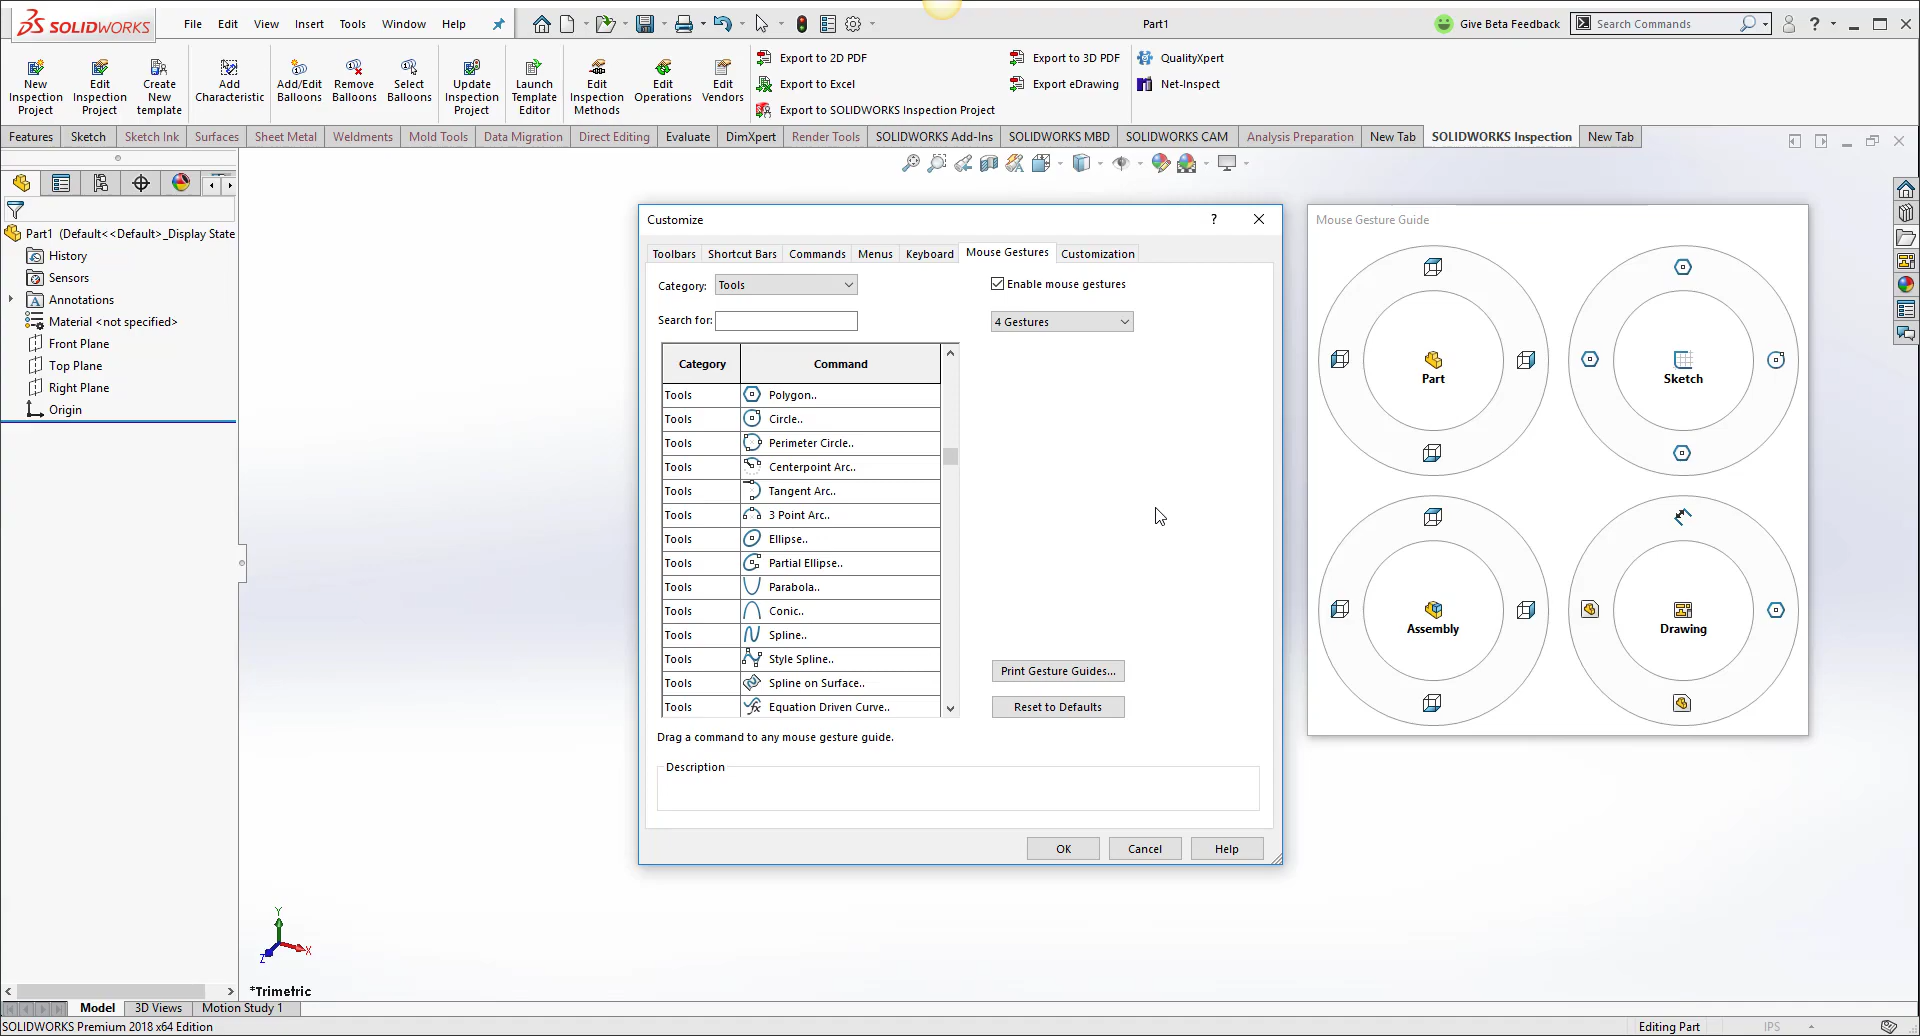 SOLIDWORKS
File Edit View Insert Tools Window Help
Part1
Give Beta Feedback
Search Commands
?
New Inspection Project
Edit Inspection Project
Create New template
Add Characteristic
Add/Edit Balloons
Remove Balloons
Select Balloons
Update Inspection Project
Launch Template Editor
Edit Inspection Methods
Edit Operations
Edit Vendors
Export to 2D PDF
Export to Excel
Export to SOLIDWORKS Inspection Project
Export to 3D PDF
Export eDrawing
QualityXpert
Net-Inspect
Features Sketch Sketch Ink Surfaces Sheet Metal Weldments Mold Tools Data Migration Direct Editing Evaluate DimXpert Render Tools SOLIDWORKS Add-Ins SOLIDWORKS MBD SOLIDWORKS CAM Analysis Preparation New Tab SOLIDWORKS Inspection New Tab
Part1 (Default<<Default>_Display State
History
Sensors
Annotations
Material <not specified>
Front Plane
Top Plane
Right Plane
Origin
Customize ?
Toolbars Shortcut Bars Commands Menus Keyboard Mouse Gestures Customization
Category: Tools
Enable mouse gestures
Search for:
4 Gestures
Category Command
Tools Polygon..
Tools Circle..
Tools Perimeter Circle..
Tools Centerpoint Arc..
Tools Tangent Arc..
Tools 3 Point Arc..
Tools Ellipse..
Tools Partial Ellipse..
Tools Parabola..
Tools Conic..
Tools Spline..
Tools Style Spline..
Tools Spline on Surface..
Tools Equation Driven Curve..
Print Gesture Guides...
Reset to Defaults
Drag a command to any mouse gesture guide.
Description
OK Cancel Help
Mouse Gesture Guide
Part
Sketch
Assembly
Drawing
Y
X
Z
*Trimetric
Model 3D Views Motion Study 1
SOLIDWORKS Premium 2018 x64 Edition
Editing Part
IPS